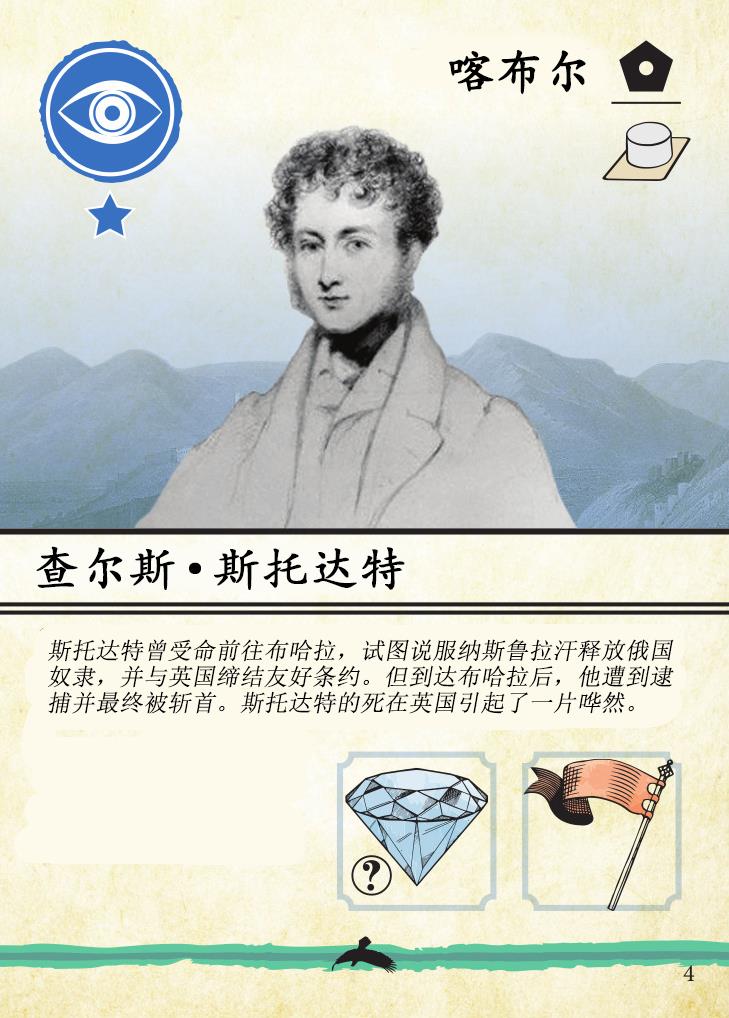 喀布尔
查尔斯·斯托达特
斯托达特曾受命前往布哈拉，试图说服纳斯鲁拉汗释放俄国
奴隶，并与英国缔结友好条约。但到达布哈拉后，他遭到逮
捕并最终被斩首。斯托达特的死在英国引起了一片哗然。
?
4